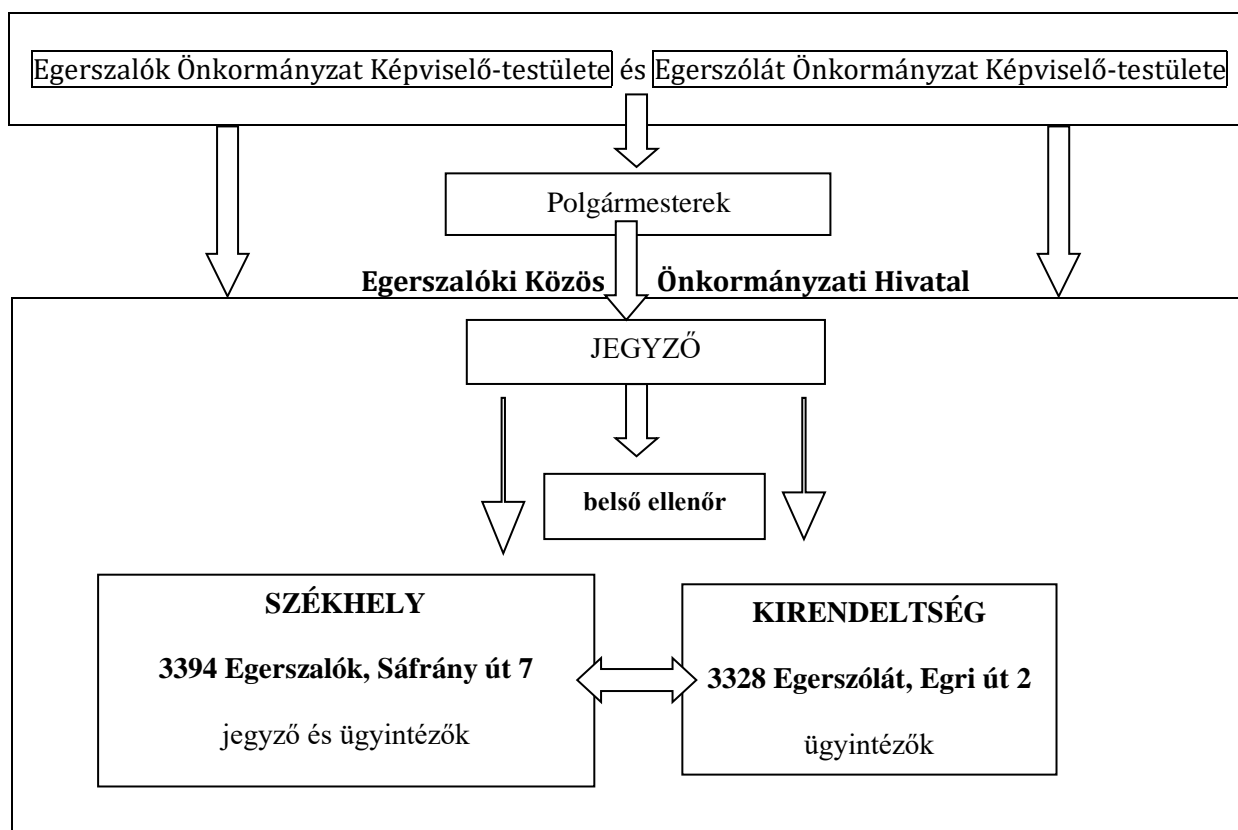 Egerszalók Önkormányzat Képviselő-testülete és Egerszólát Önkormányzat Képviselő-testülete
Polgármesterek
Egerszalóki Közös Önkormányzati Hivatal
JEGYZŐ
belső ellenőr
SZÉKHELY
3394 Egerszalók, Sáfrány út 7
jegyző és ügyintézők
KIRENDELTSÉG
3328 Egerszólát, Egri út 2
ügyintézők